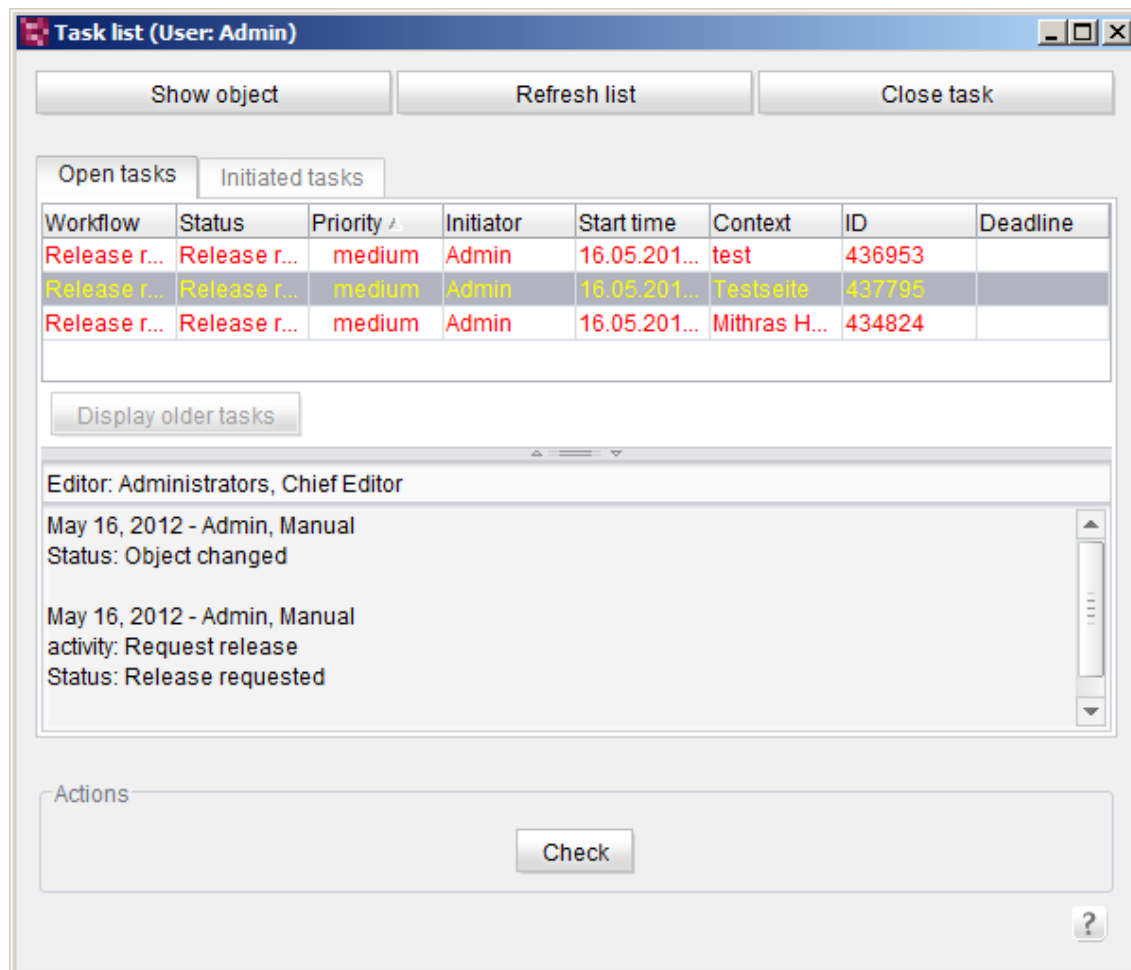 Task list (User: Admin)
Show object Refresh list Close task
Open tasks Initiated tasks
Workflow Status Priority Initiator Start time Context ID Deadline
Release r... Release r... medium Admin 16.05.201... test 436953
Release r... Release r... medium Admin 16.05.201... Testseite 437795
Release r... Release r... medium Admin 16.05.201... Mithras H... 434824
Display older tasks
Editor: Administrators, Chief Editor
May 16, 2012 - Admin, Manual
Status: Object changed
May 16, 2012 - Admin, Manual
activity: Request release
Status: Release requested
Actions
Check
?